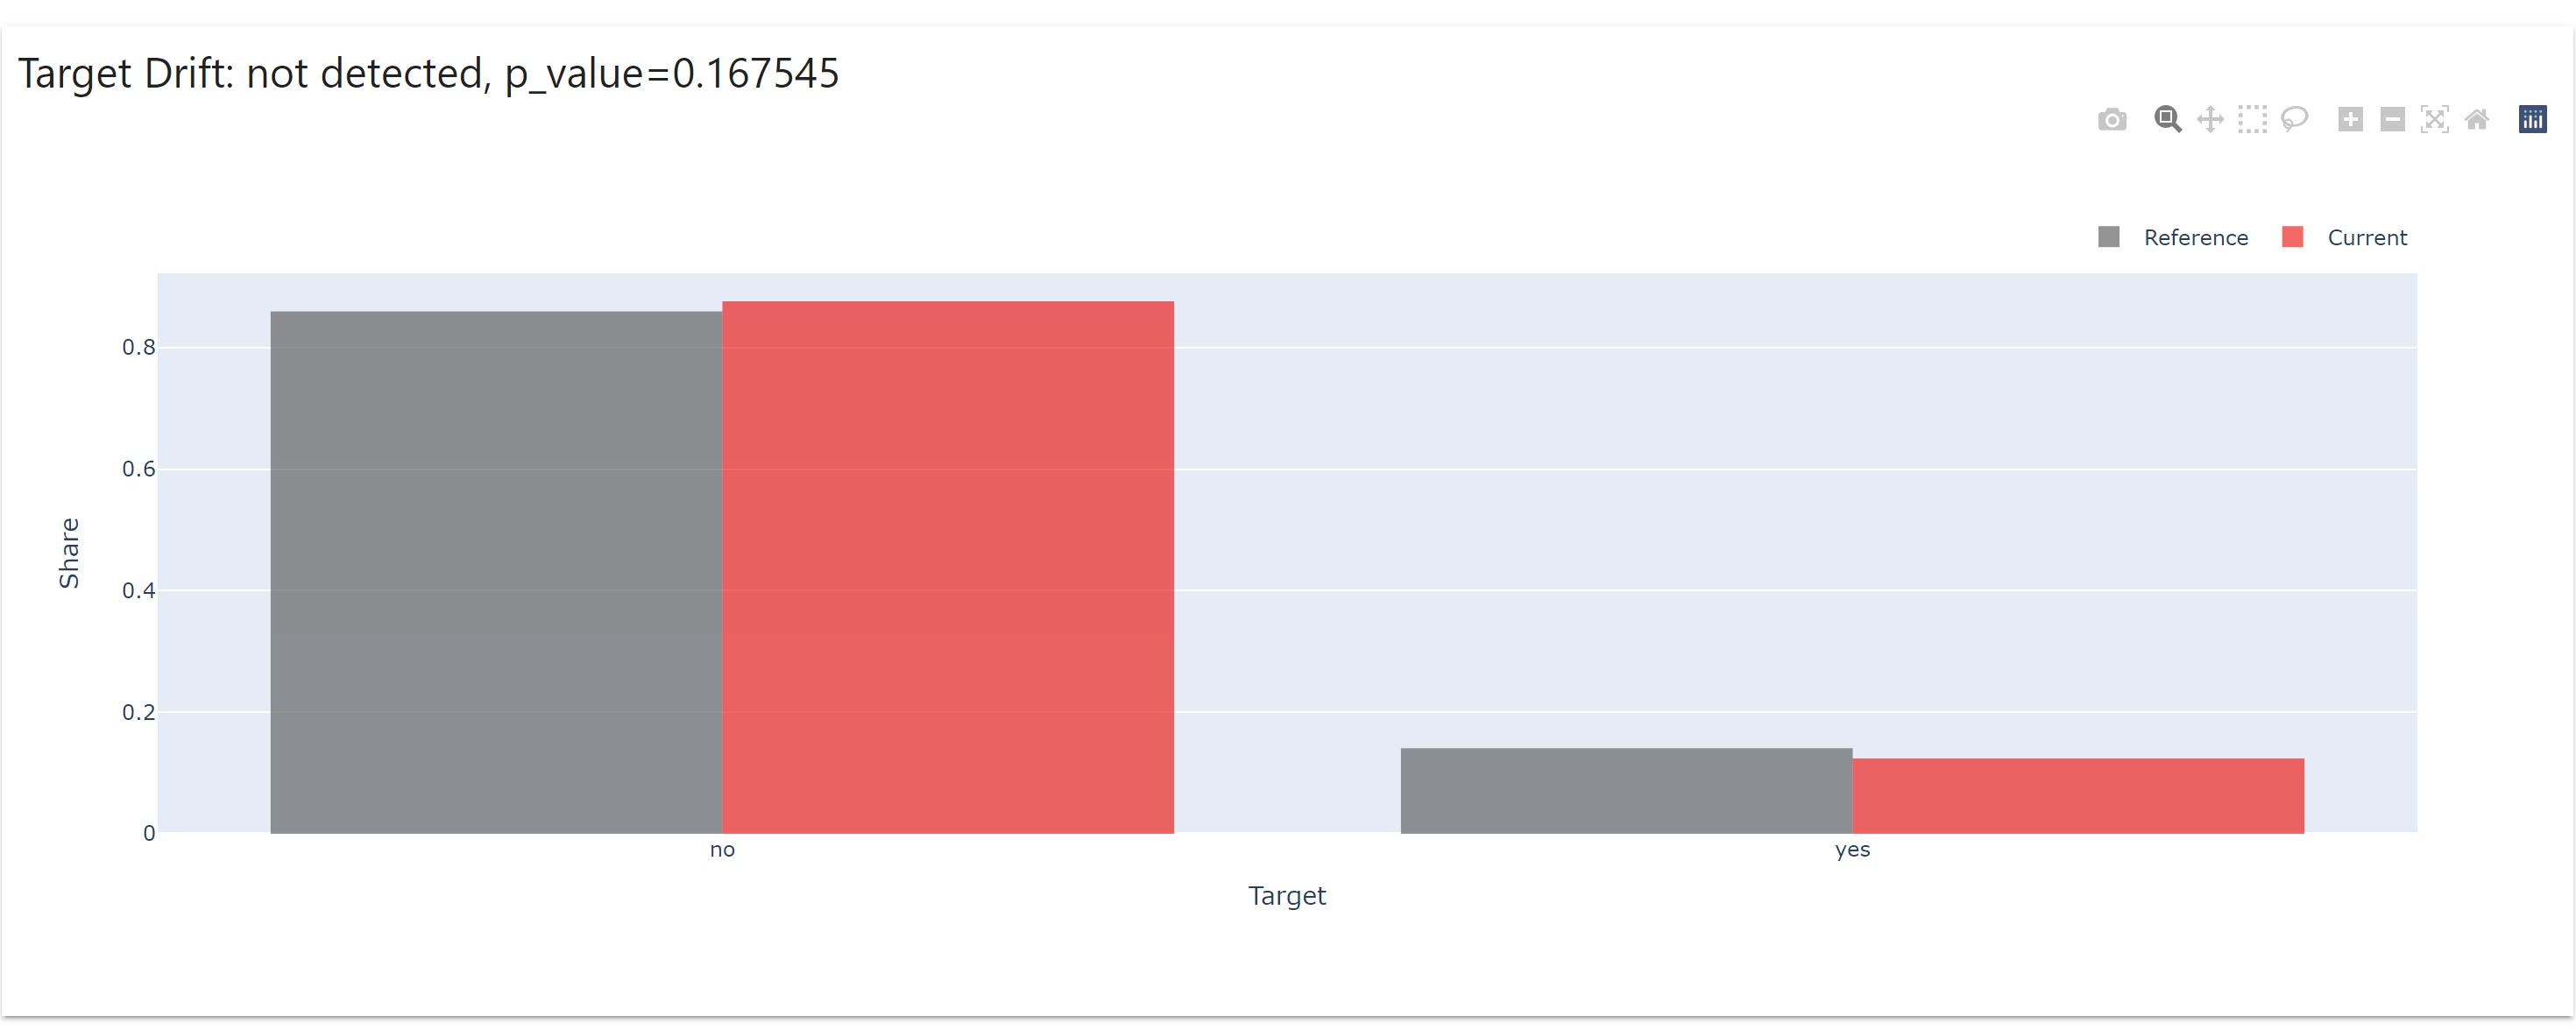 Target Drift: not detected, p_value=0.167545
Reference
Current
0.8
0.6
0.4
0.2
0
Share
no
yes
Target